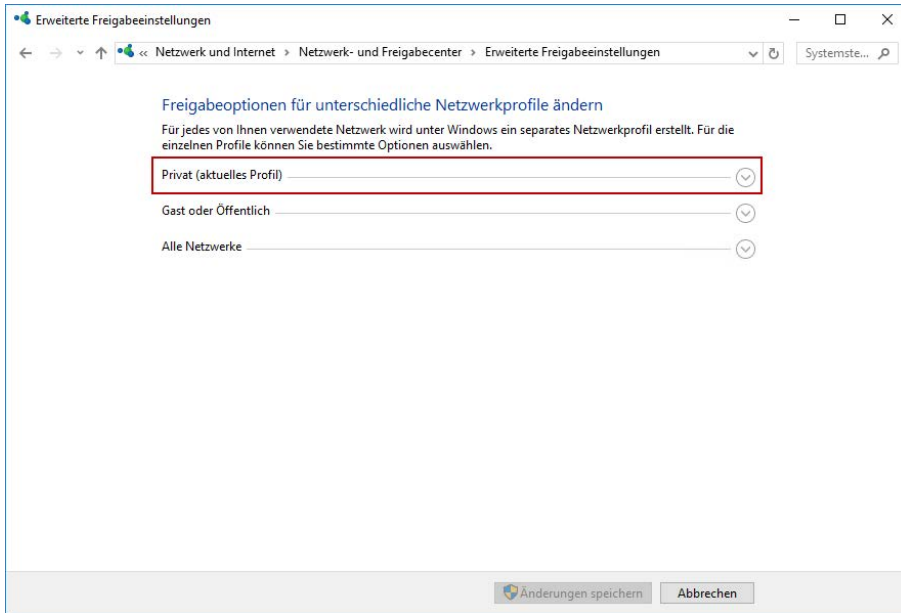 Erweiterte Freigabeeinstellungen
« Netzwerk und Internet > Netzwerk- und Freigabecenter > Erweiterte Freigabeeinstellungen
Systemste...
Freigabeoptionen für unterschiedliche Netzwerkprofile ändern
Für jedes von Ihnen verwendete Netzwerk wird unter Windows ein separates Netzwerkprofil erstellt. Für die
einzelnen Profile können Sie bestimmte Optionen auswählen.
Privat (aktuelles Profil)
Gast oder Öffentlich
Alle Netzwerke
Änderungen speichern
Abbrechen